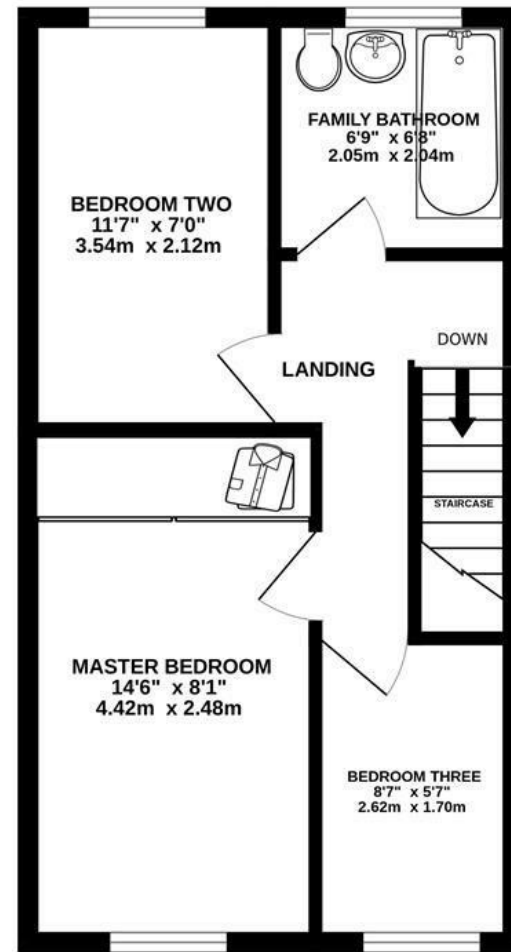 FAMILY BATHROOM
6'9" x 6'8"
2.05m x 2.04m
BEDROOM TWO
11'7" x 7'0"
3.54m x 2.12m
DOWN
LANDING
STAIRCASE
MASTER BEDROOM
14'6" x 8'1"
4.42m x 2.48m
BEDROOM THREE
8'7" x 5'7"
2.62m x 1.70m